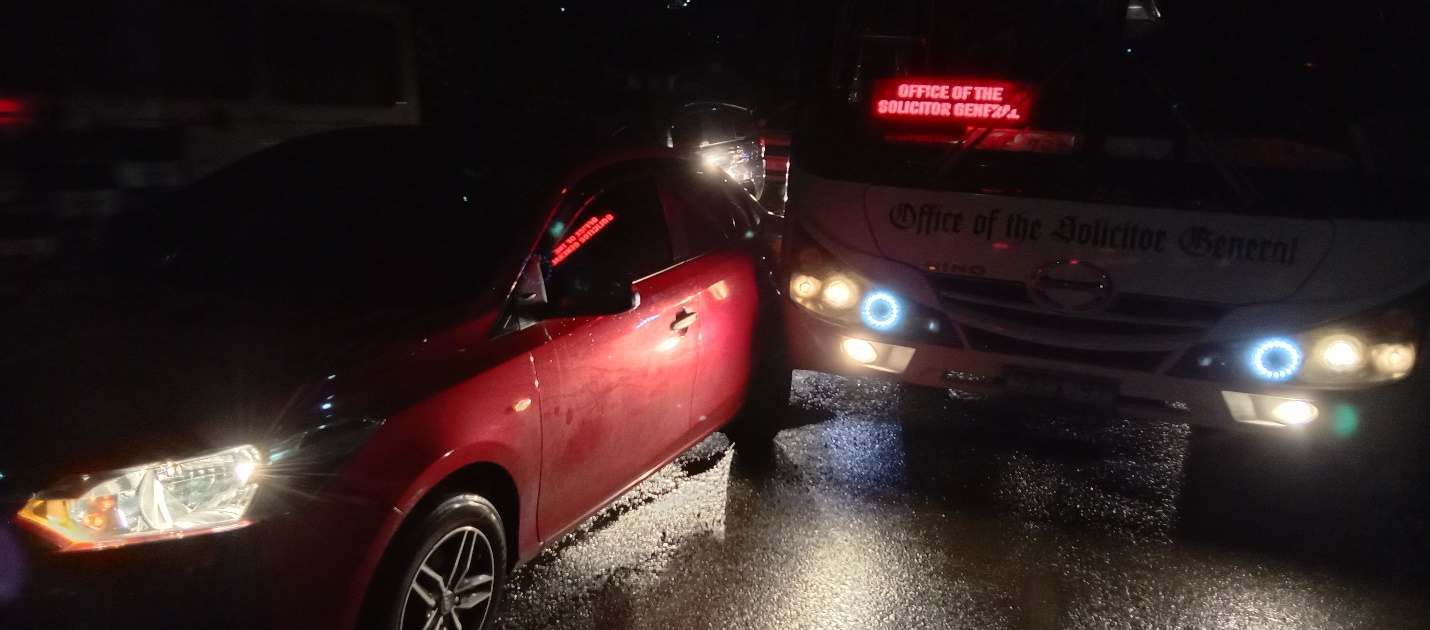 OFFICE OF THE
SOLICITOR GENERAL
Office of the Solicitor General
HINO